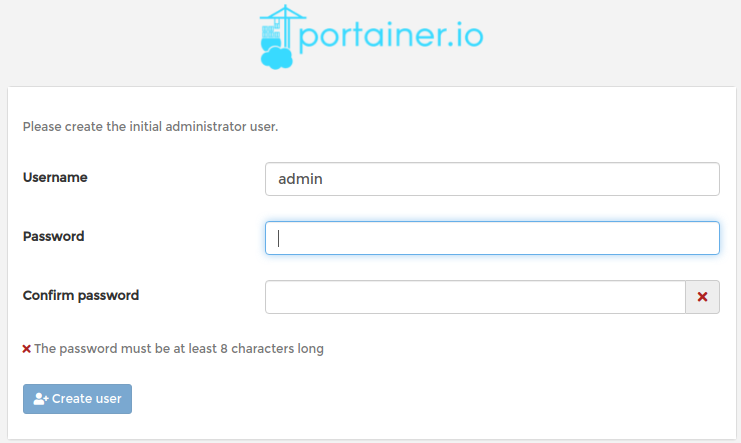 portainer.io
Please create the initial administrator user.
Username
admin
Password
Confirm password
The password must be at least 8 characters long
Create user